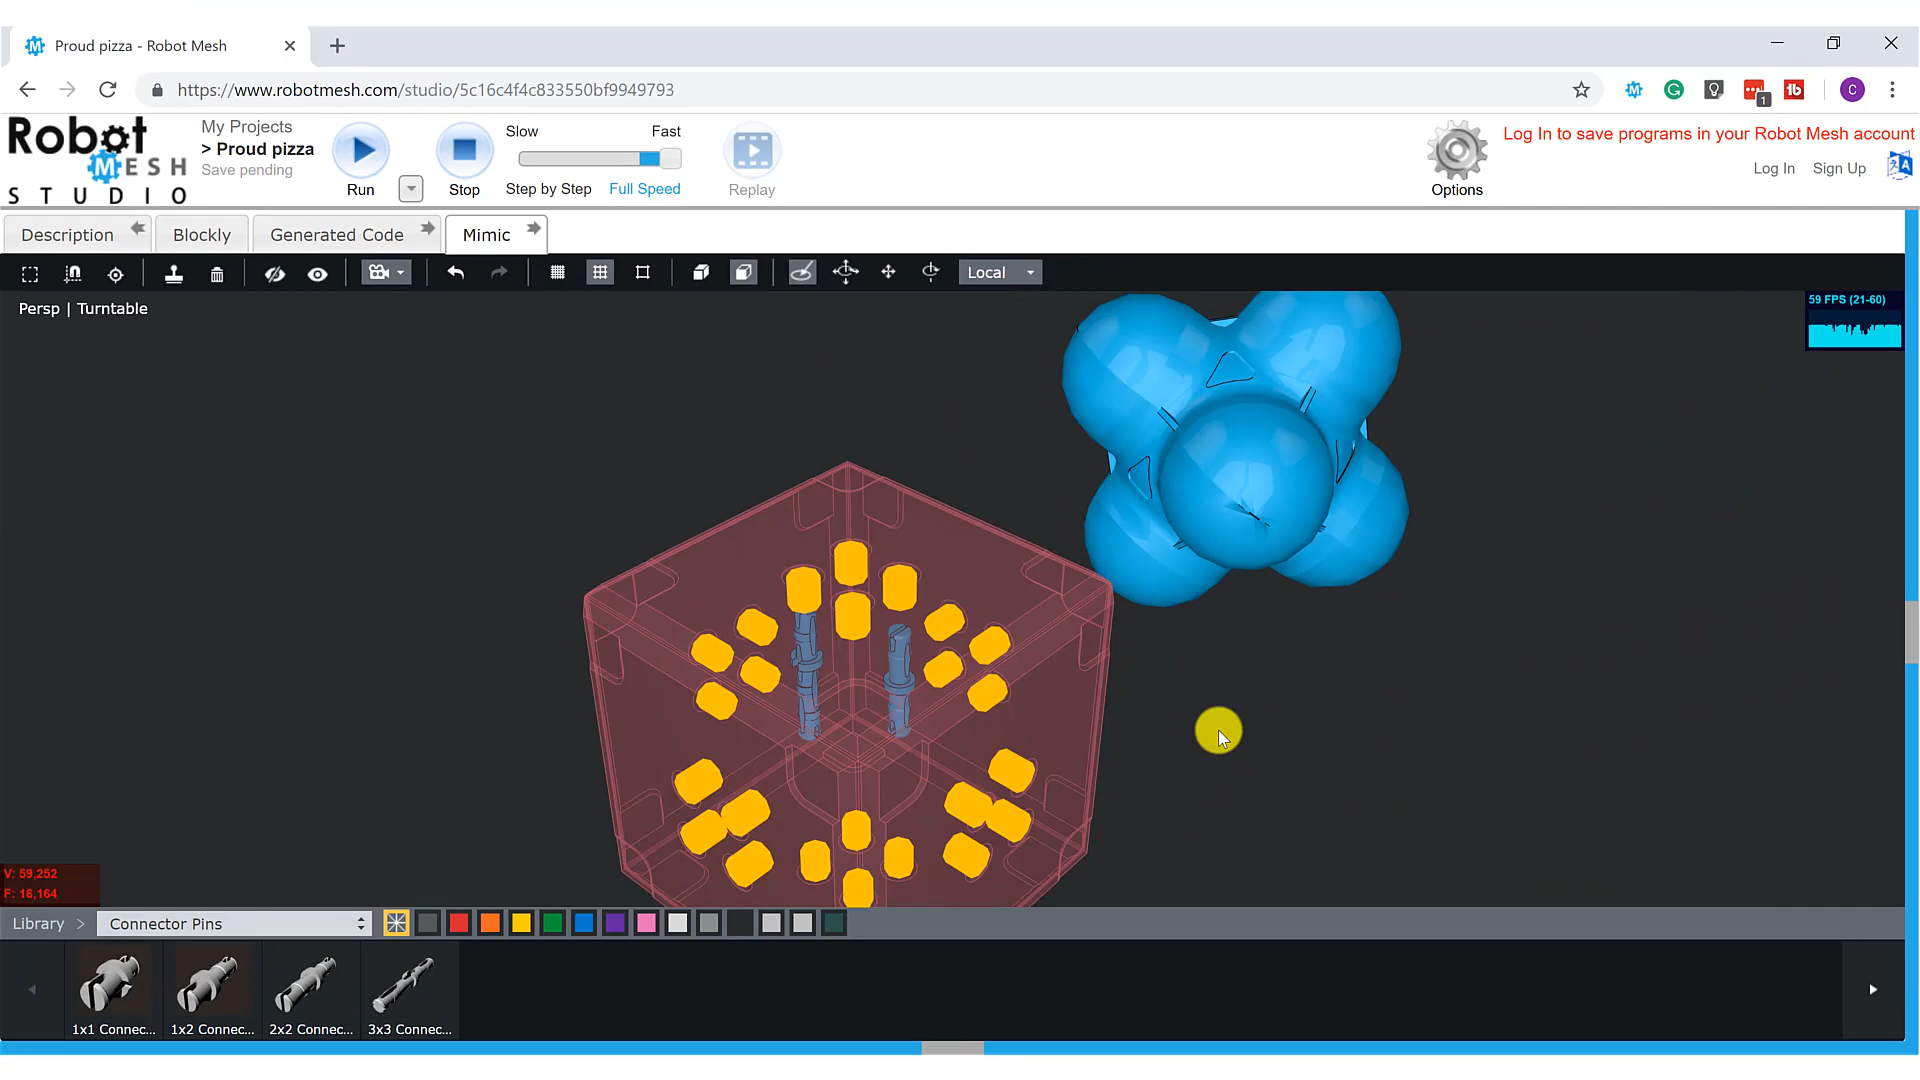 Proud pizza - Robot Mesh
https://www.robotmesh.com/studio/5c16c4f4c833550bf9949793
1
C
Robot
MESH
STUDIO
My Projects
> Proud pizza
Save pending
Run
Stop
Slow
Fast
Step by Step
Full Speed
Replay
Options
Log In to save programs in your Robot Mesh account
Log In
Sign Up
Description
Blockly
Generated Code
Mimic
Local
Persp | Turntable
59 FPS (21-60)
V: 59,252
F: 16,164
Library >
Connector Pins
1x1 Connec...
1x2 Connec...
2x2 Connec...
3x3 Connec...